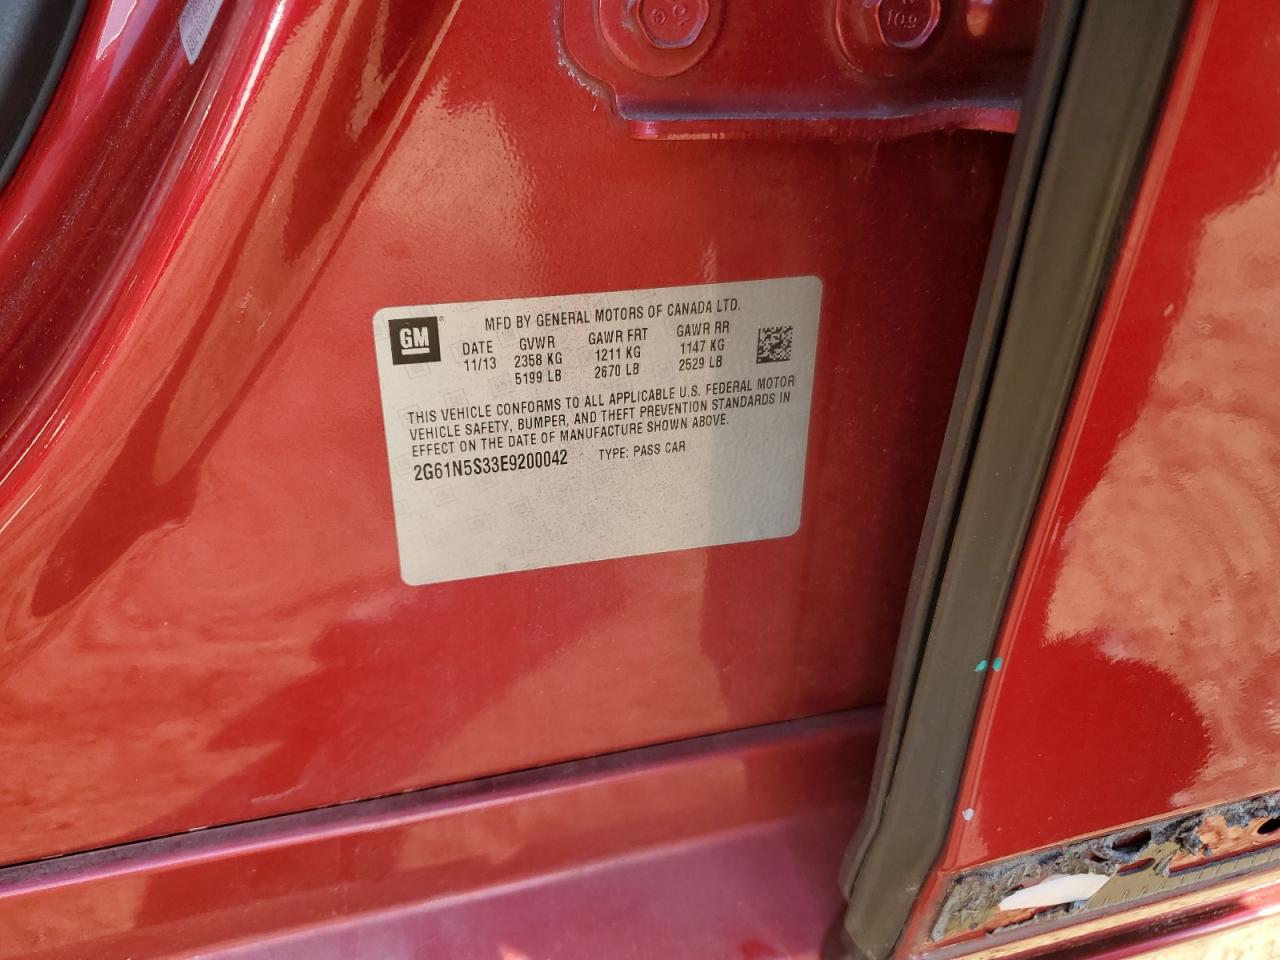 GM
MFD BY GENERAL MOTORS OF CANADA LTD.
DATE GVWR GAWR FRT GAWR RR
11/13 2358 KG 1211 KG 1147 KG
5199 LB 2670 LB 2529 LB
THIS VEHICLE CONFORMS TO ALL APPLICABLE U.S. FEDERAL MOTOR
VEHICLE SAFETY, BUMPER, AND THEFT PREVENTION STANDARDS IN
EFFECT ON THE DATE OF MANUFACTURE SHOWN ABOVE.
2G61N5S33E9200042 TYPE: PASS CAR